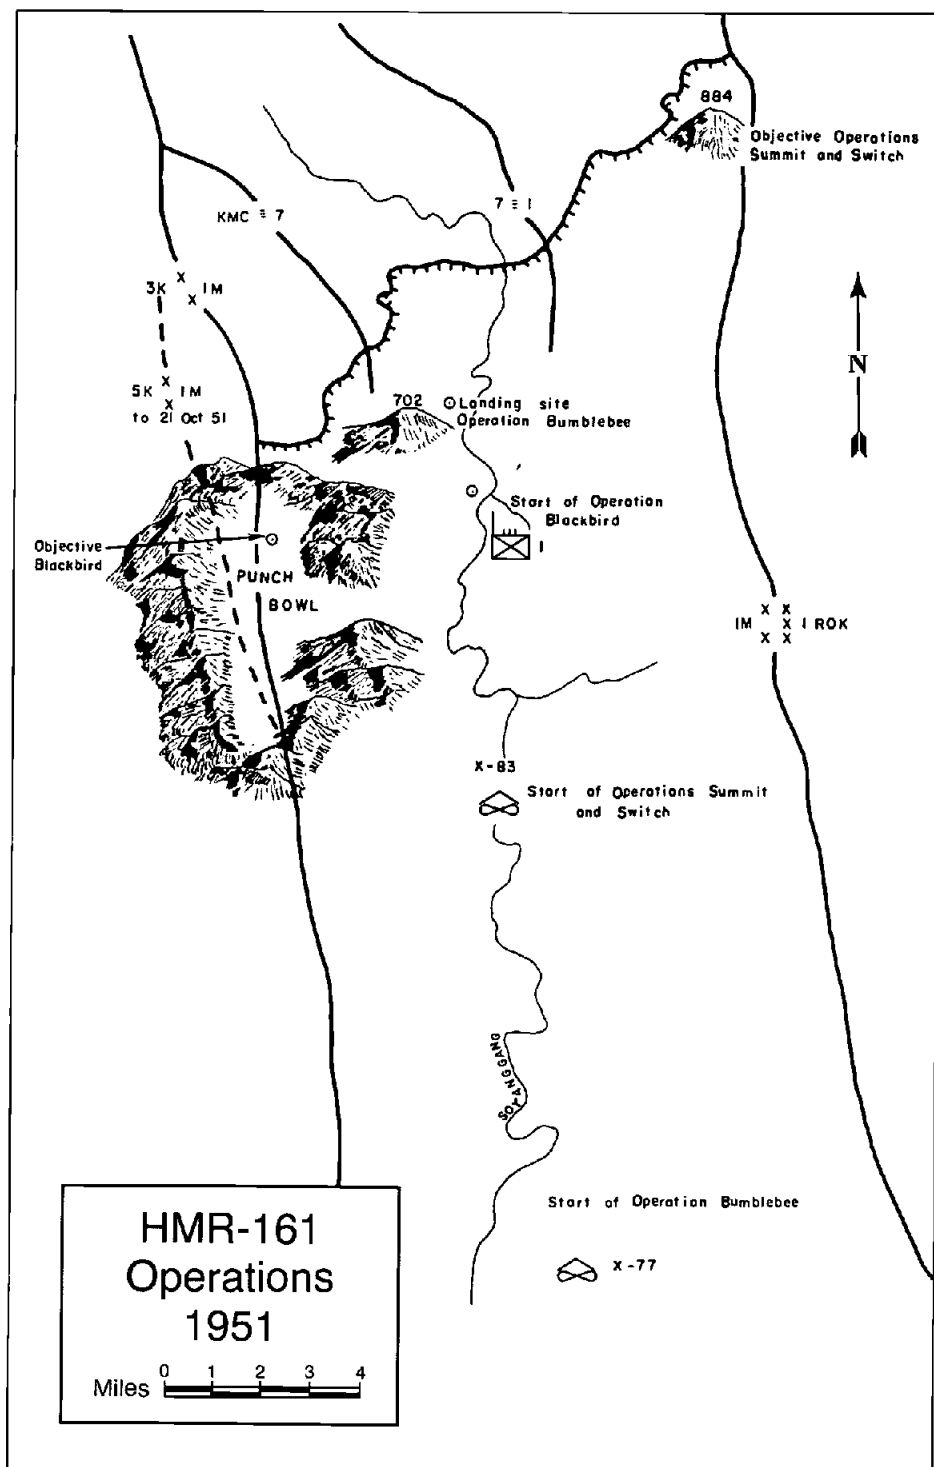 884
Objective Operations
Summit and Switch
7 ≡ 1
KMC ≡ 7
3K X X 1M
5K X X 1M
to 21 Oct 51
N
702
Landing site
Operation Bumblebee
Start of Operation
Blackbird
1
Objective
Blackbird
PUNCH
BOWL
1M X X X X X 1 ROK
X-83
Start of Operations Summit
and Switch
SOYANG GANG
Start of Operation Bumblebee
X-77
HMR-161
Operations
1951
0 1 2 3 4
Miles